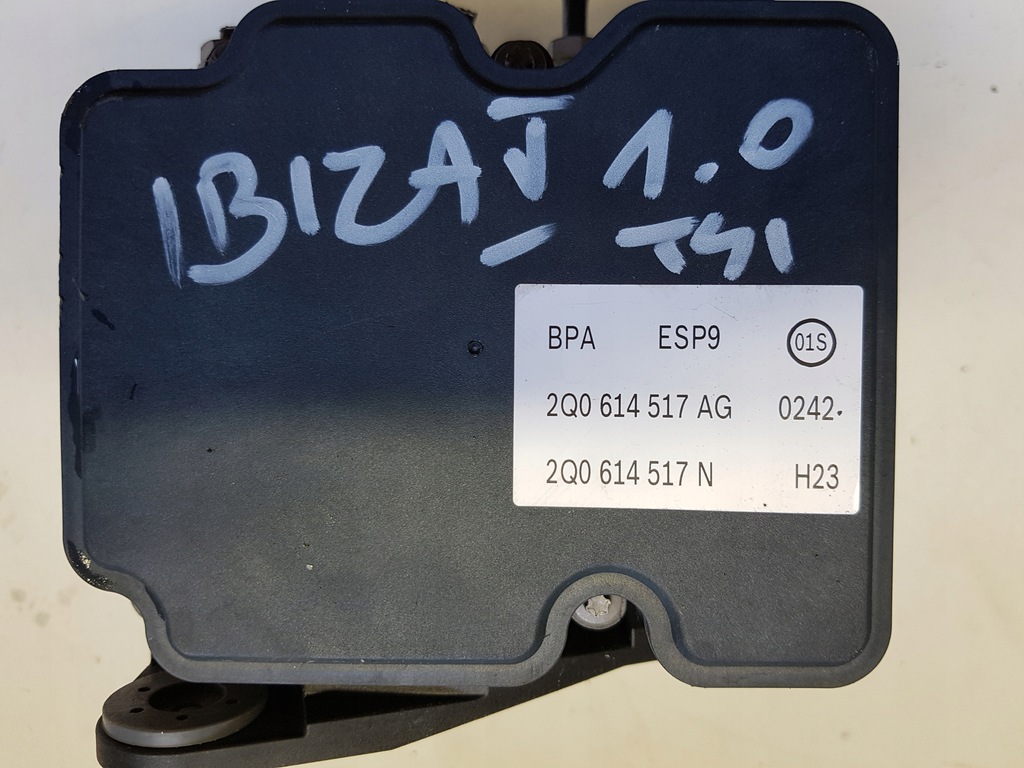 IBIZA V 1.0
TSI
BPA ESP9 01S
2Q0 614 517 AG 0242
2Q0 614 517 N H23